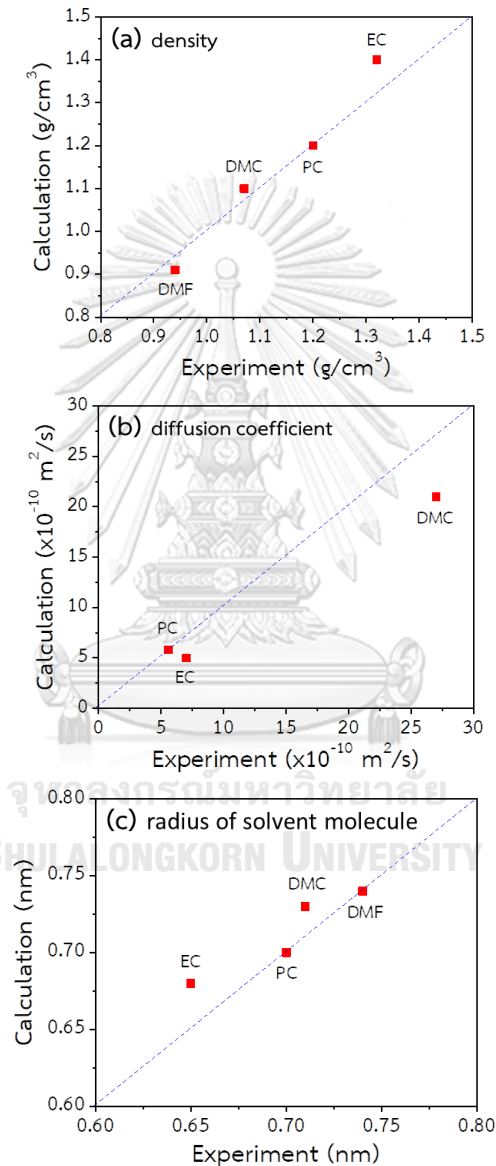 (a) density
EC
DMC
PC
DMF
Calculation (g/cm³)
1.5
1.4
1.3
1.2
1.1
1.0
0.9
0.8
0.8 0.9 1.0 1.1 1.2 1.3 1.4 1.5
Experiment (g/cm³)
(b) diffusion coefficient
DMC
PC
EC
Calculation (x10⁻¹⁰ m²/s)
30
25
20
15
10
5
0
0 5 10 15 20 25 30
Experiment (x10⁻¹⁰ m²/s)
จุฬาลงกรณ์มหาวิทยาลัย
CHULALONGKORN UNIVERSITY
(c) radius of solvent molecule
DMC
DMF
EC
PC
Calculation (nm)
0.80
0.75
0.70
0.65
0.60
0.60 0.65 0.70 0.75 0.80
Experiment (nm)